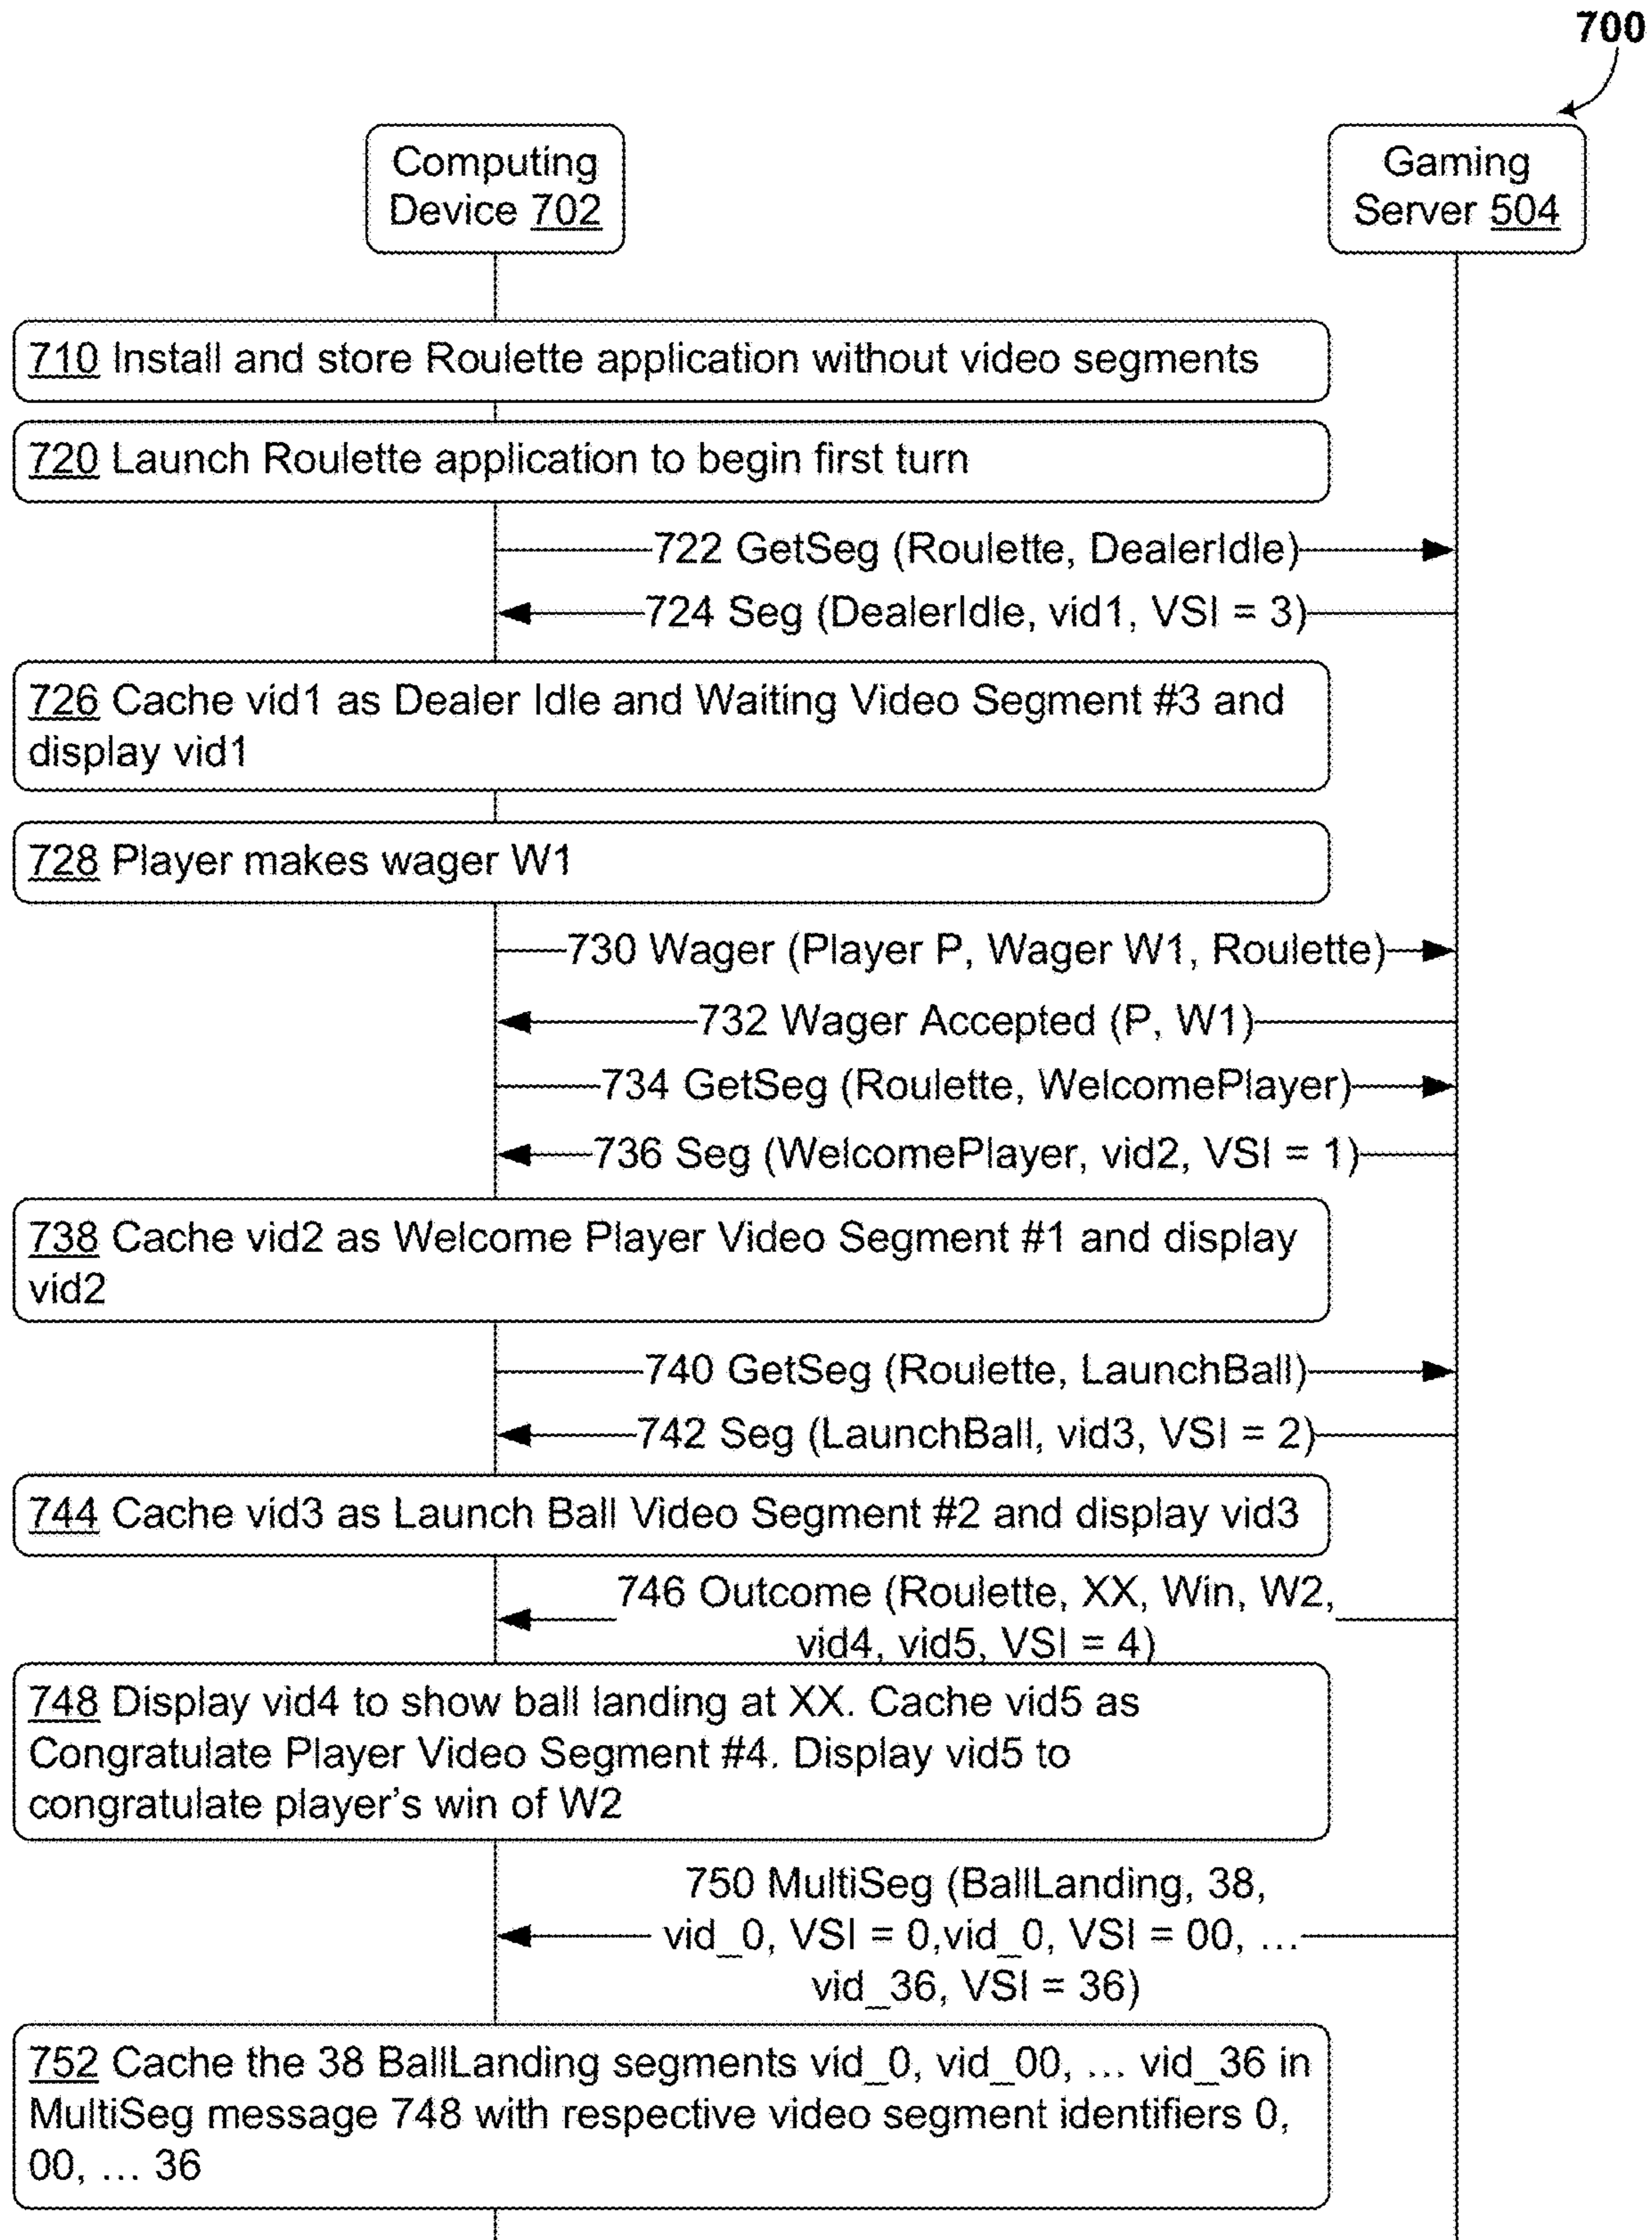 700
Computing
Device 702
Gaming
Server 504
710 Install and store Roulette application without video segments
720 Launch Roulette application to begin first turn
722 GetSeg (Roulette, DealerIdle)
724 Seg (DealerIdle, vid1, VSI = 3)
726 Cache vid1 as Dealer Idle and Waiting Video Segment #3 and
display vid1
728 Player makes wager W1
730 Wager (Player P, Wager W1, Roulette)
732 Wager Accepted (P, W1)
734 GetSeg (Roulette, WelcomePlayer)
736 Seg (WelcomePlayer, vid2, VSI = 1)
738 Cache vid2 as Welcome Player Video Segment #1 and display
vid2
740 GetSeg (Roulette, LaunchBall)
742 Seg (LaunchBall, vid3, VSI = 2)
744 Cache vid3 as Launch Ball Video Segment #2 and display vid3
746 Outcome (Roulette, XX, Win, W2,
vid4, vid5, VSI = 4)
748 Display vid4 to show ball landing at XX. Cache vid5 as
Congratulate Player Video Segment #4. Display vid5 to
congratulate player's win of W2
750 MultiSeg (BallLanding, 38,
vid_0, VSI = 0,vid_0, VSI = 00, ...
vid_36, VSI = 36)
752 Cache the 38 BallLanding segments vid_0, vid_00, ... vid_36 in
MultiSeg message 748 with respective video segment identifiers 0,
00, ... 36